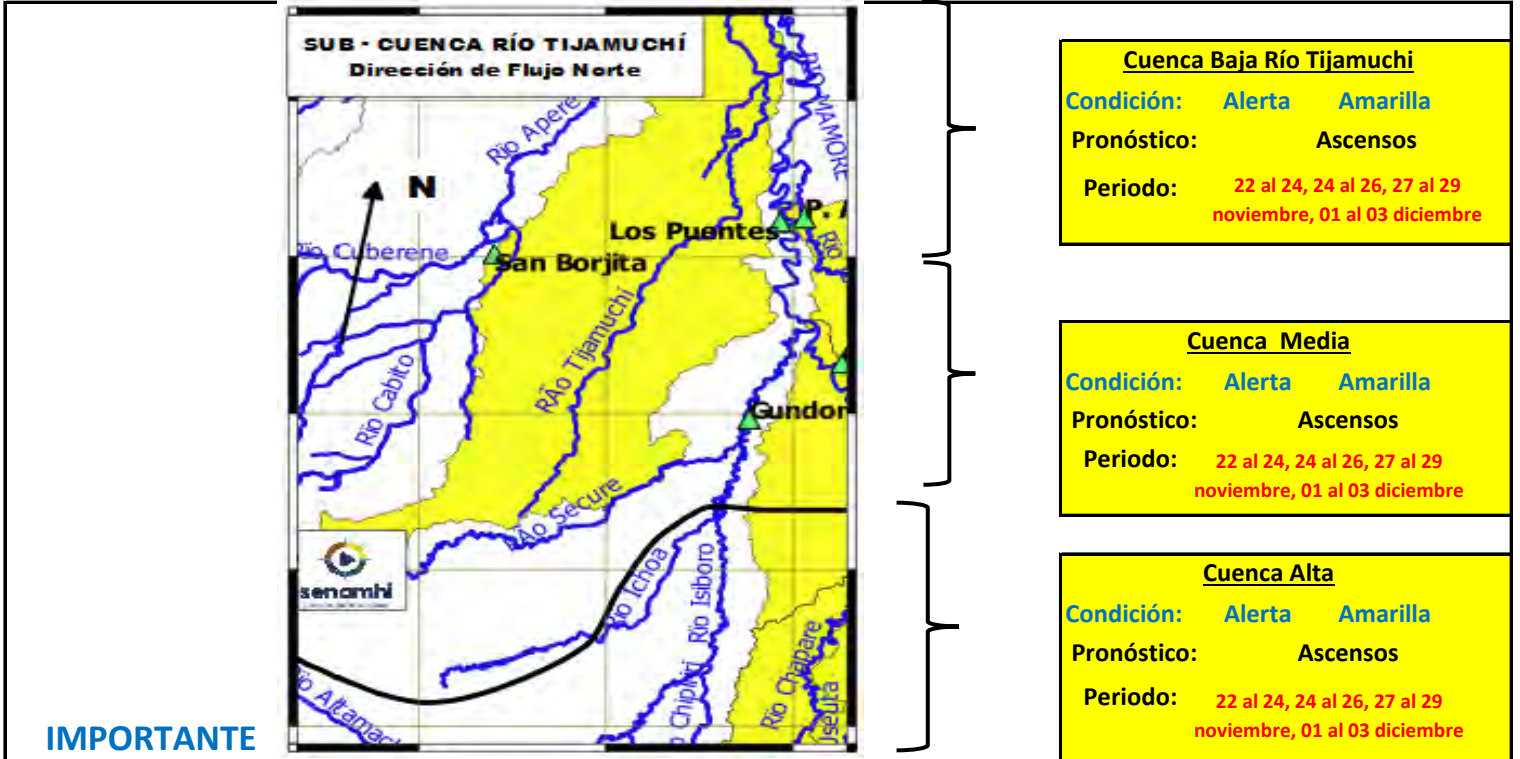 SUB - CUENCA RÍO TIJAMUCHÍ
Dirección de Flujo Norte
Río Apere
RIO MAMORE
N
Los Puentes
P. A
Río
Río Cuberene
San Borjita
RÃo Tijamuchi
Río Cabito
Gundor
RÃo Sécure
senamhi
Río Ichoa
Río Isiboro
Chipiri
Río Chapare
Río Altamac
IMPORTANTE
Cuenca Baja Río Tijamuchi
Condición: Alerta Amarilla
Pronóstico: Ascensos
Periodo: 22 al 24, 24 al 26, 27 al 29
noviembre, 01 al 03 diciembre
Cuenca Media
Condición: Alerta Amarilla
Pronóstico: Ascensos
Periodo: 22 al 24, 24 al 26, 27 al 29
noviembre, 01 al 03 diciembre
Cuenca Alta
Condición: Alerta Amarilla
Pronóstico: Ascensos
Periodo: 22 al 24, 24 al 26, 27 al 29
noviembre, 01 al 03 diciembre